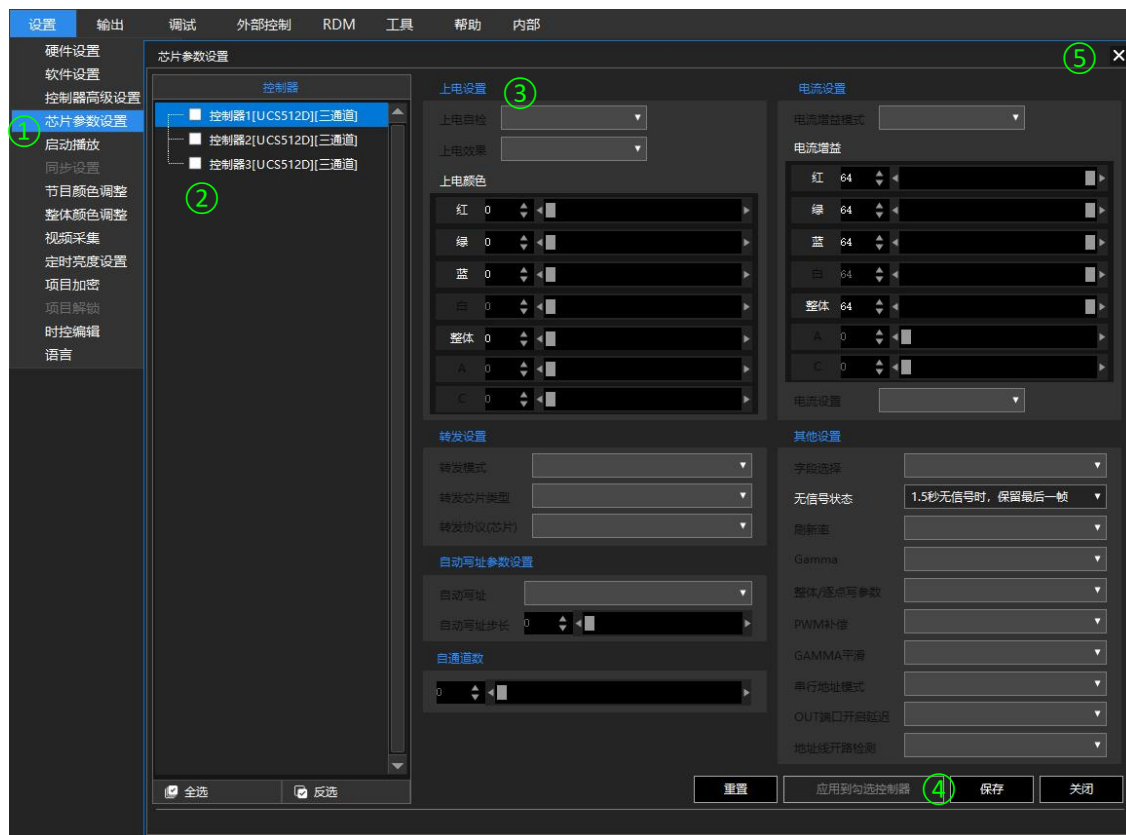 设置 输出 调试 外部控制 RDM 工具 帮助 内部
硬件设置
软件设置
控制器高级设置
芯片参数设置
启动播放
同步设置
节目颜色调整
整体颜色调整
视频采集
定时亮度设置
项目加密
项目解锁
时控编辑
语言
①
芯片参数设置
⑤
控制器
控制器1[UCS512D][三通道]
控制器2[UCS512D][三通道]
控制器3[UCS512D][三通道]
②
全选 反选
上电设置 ③
上电自检
上电效果
上电颜色
红 0
绿 0
蓝 0
白 0
整体 0
A 0
C 0
转发设置
转发模式
转发芯片类型
转发协议(芯片)
自动写址参数设置
自动写址
自动写址步长 0
自通道数
0
电流设置
电流增益模式
电流增益
红 64
绿 64
蓝 64
白 64
整体 64
A 0
C 0
电流设置
其他设置
字段选择
无信号状态 1.5秒无信号时，保留最后一帧
刷新率
Gamma
整体/逐点写参数
PWM补偿
GAMMA平滑
串行地址模式
OUT端口开启延迟
地址线开路检测
重置 应用到勾选控制器 ④ 保存 关闭